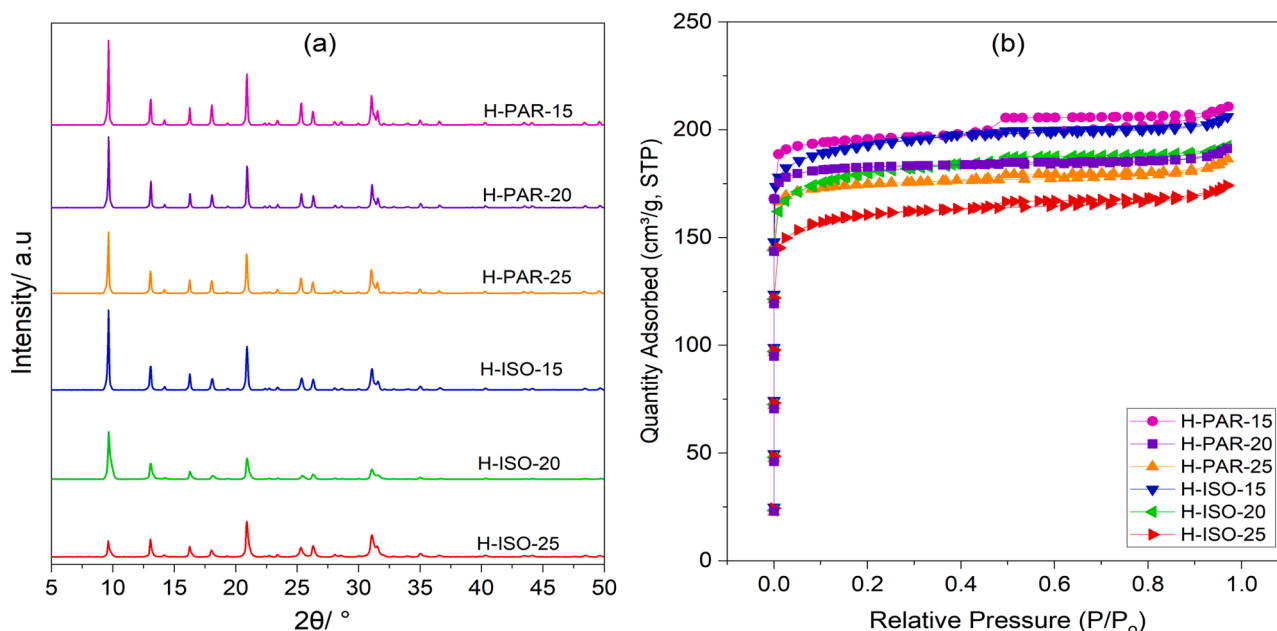 (a)
Intensity/ a.u
H-PAR-15
H-PAR-20
H-PAR-25
H-ISO-15
H-ISO-20
H-ISO-25
5 10 15 20 25 30 35 40 45 50
2θ/ °
(b)
Quantity Adsorbed (cm³/g, STP)
250
200
150
100
50
0
H-PAR-15
H-PAR-20
H-PAR-25
H-ISO-15
H-ISO-20
H-ISO-25
0.0 0.2 0.4 0.6 0.8 1.0
Relative Pressure (P/Pₒ)